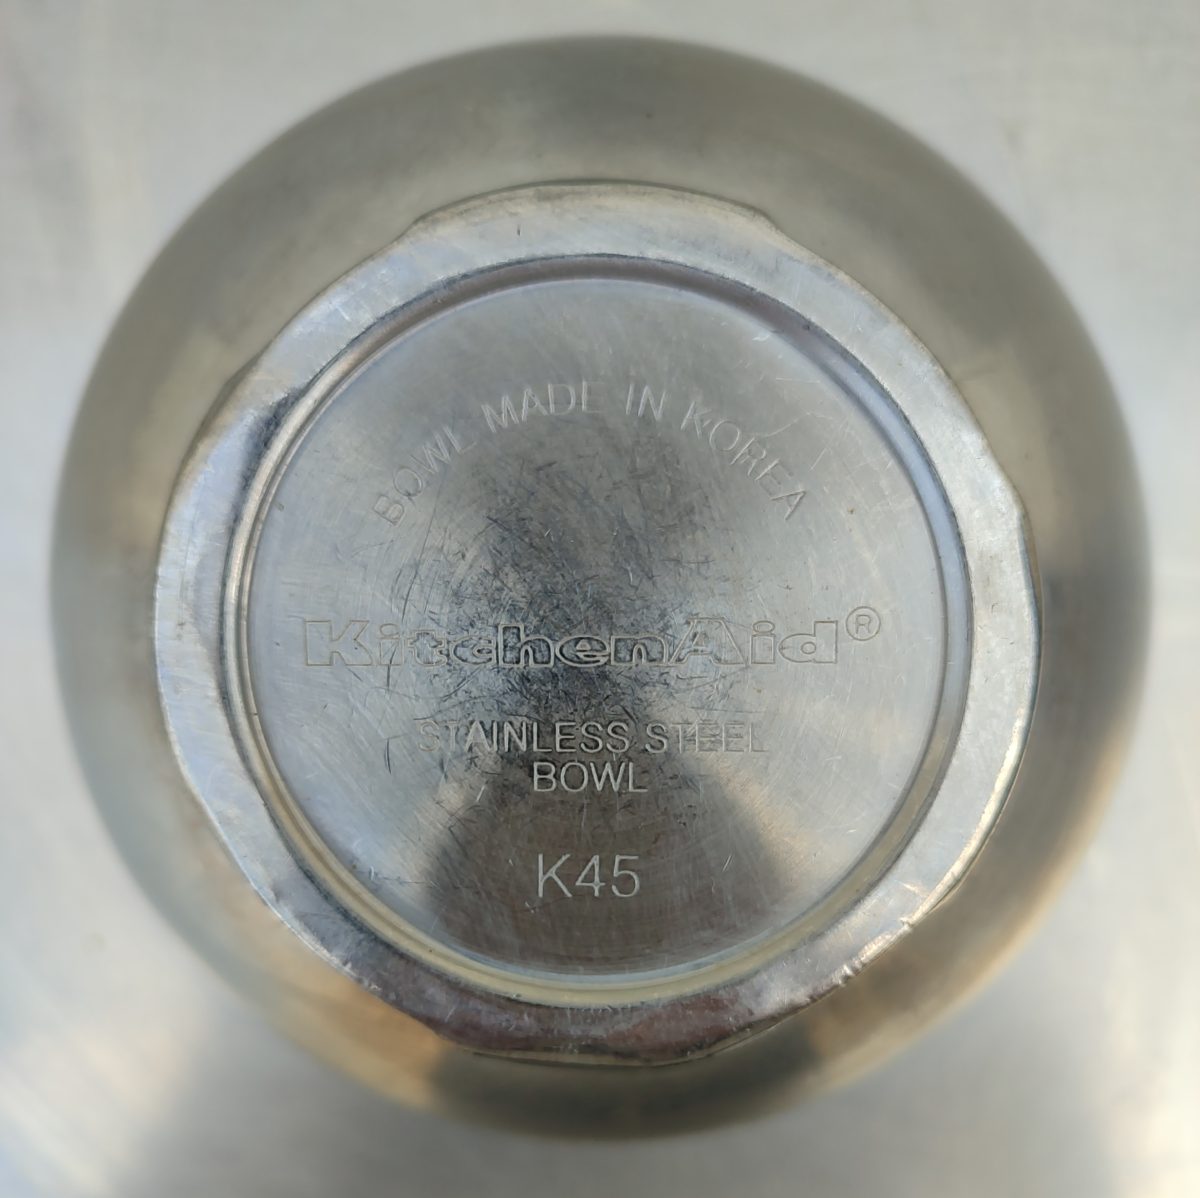 BOWL MADE IN KOREA
KitchenAid®
STAINLESS STEEL
BOWL
K45